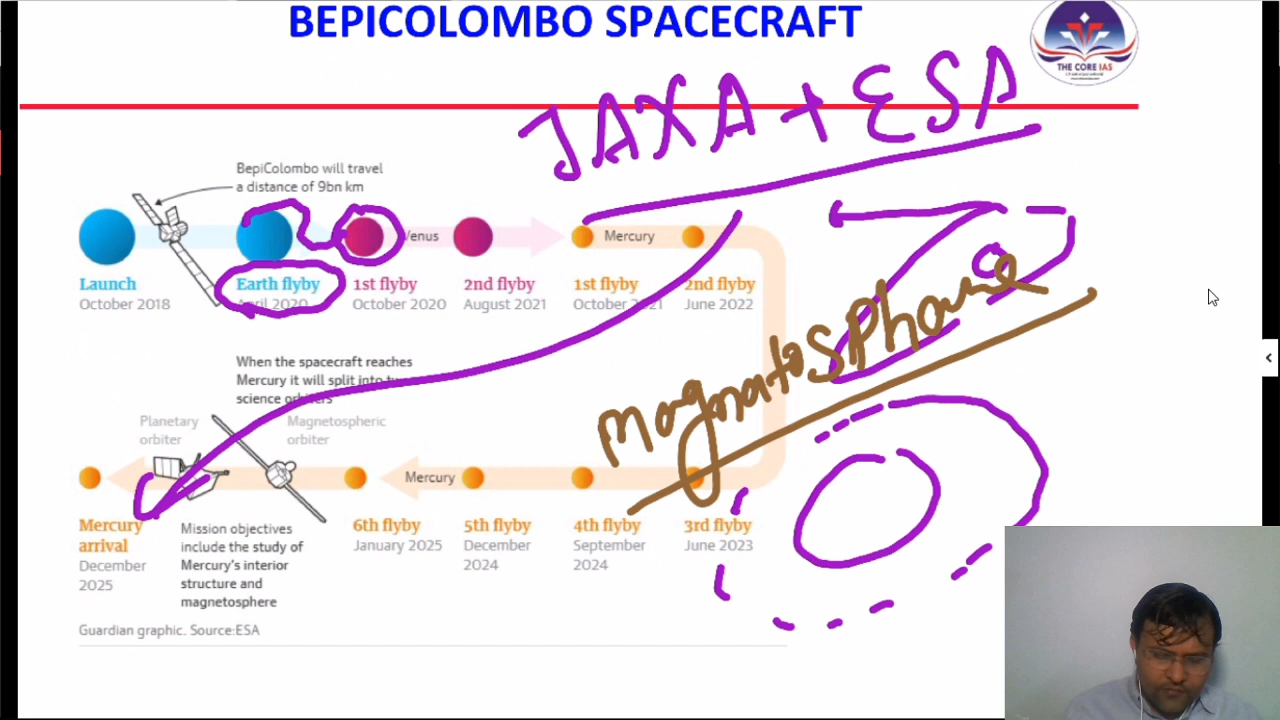 BEPICOLOMBO SPACECRAFT
THE CORE IAS
JAXA + ESA
BepiColombo will travel
a distance of 9bn km
Venus
Mercury
Launch
October 2018
Earth flyby
April 2020
1st flyby
October 2020
2nd flyby
August 2021
1st flyby
October 2021
2nd flyby
June 2022
magnatosphare
When the spacecraft reaches
Mercury it will split into two
science orbiters
Planetary
orbiter
Magnetospheric
orbiter
Mercury
Mercury
arrival
December
2025
Mission objectives
include the study of
Mercury's interior
structure and
magnetosphere
6th flyby
January 2025
5th flyby
December
2024
4th flyby
September
2024
3rd flyby
June 2023
Guardian graphic. Source:ESA